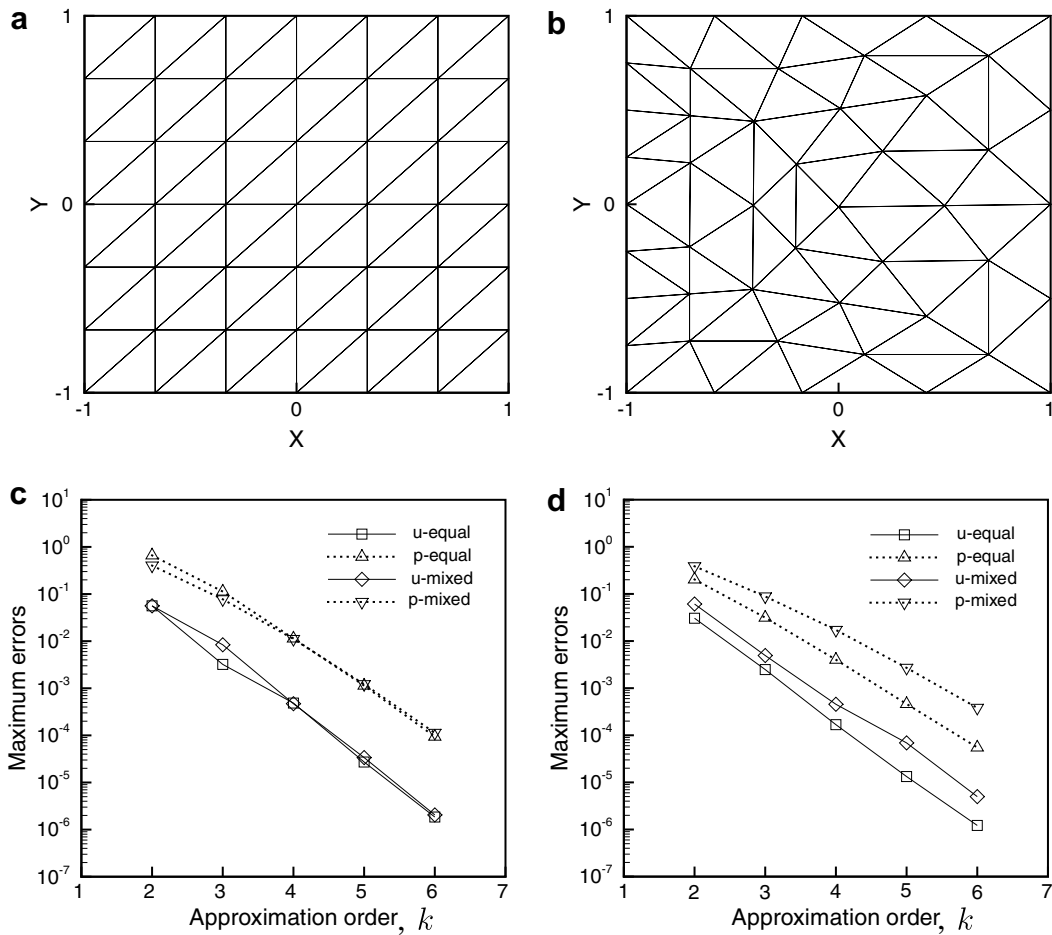 a
1
Y
0
-1
-1
0
1
X
b
1
Y
0
-1
-1
0
1
X
c
10^1
10^0
10^-1
10^-2
10^-3
10^-4
10^-5
10^-6
10^-7
Maximum errors
u-equal
p-equal
u-mixed
p-mixed
1
2
3
4
5
6
7
Approximation order, k
d
10^1
10^0
10^-1
10^-2
10^-3
10^-4
10^-5
10^-6
10^-7
Maximum errors
u-equal
p-equal
u-mixed
p-mixed
1
2
3
4
5
6
7
Approximation order, k